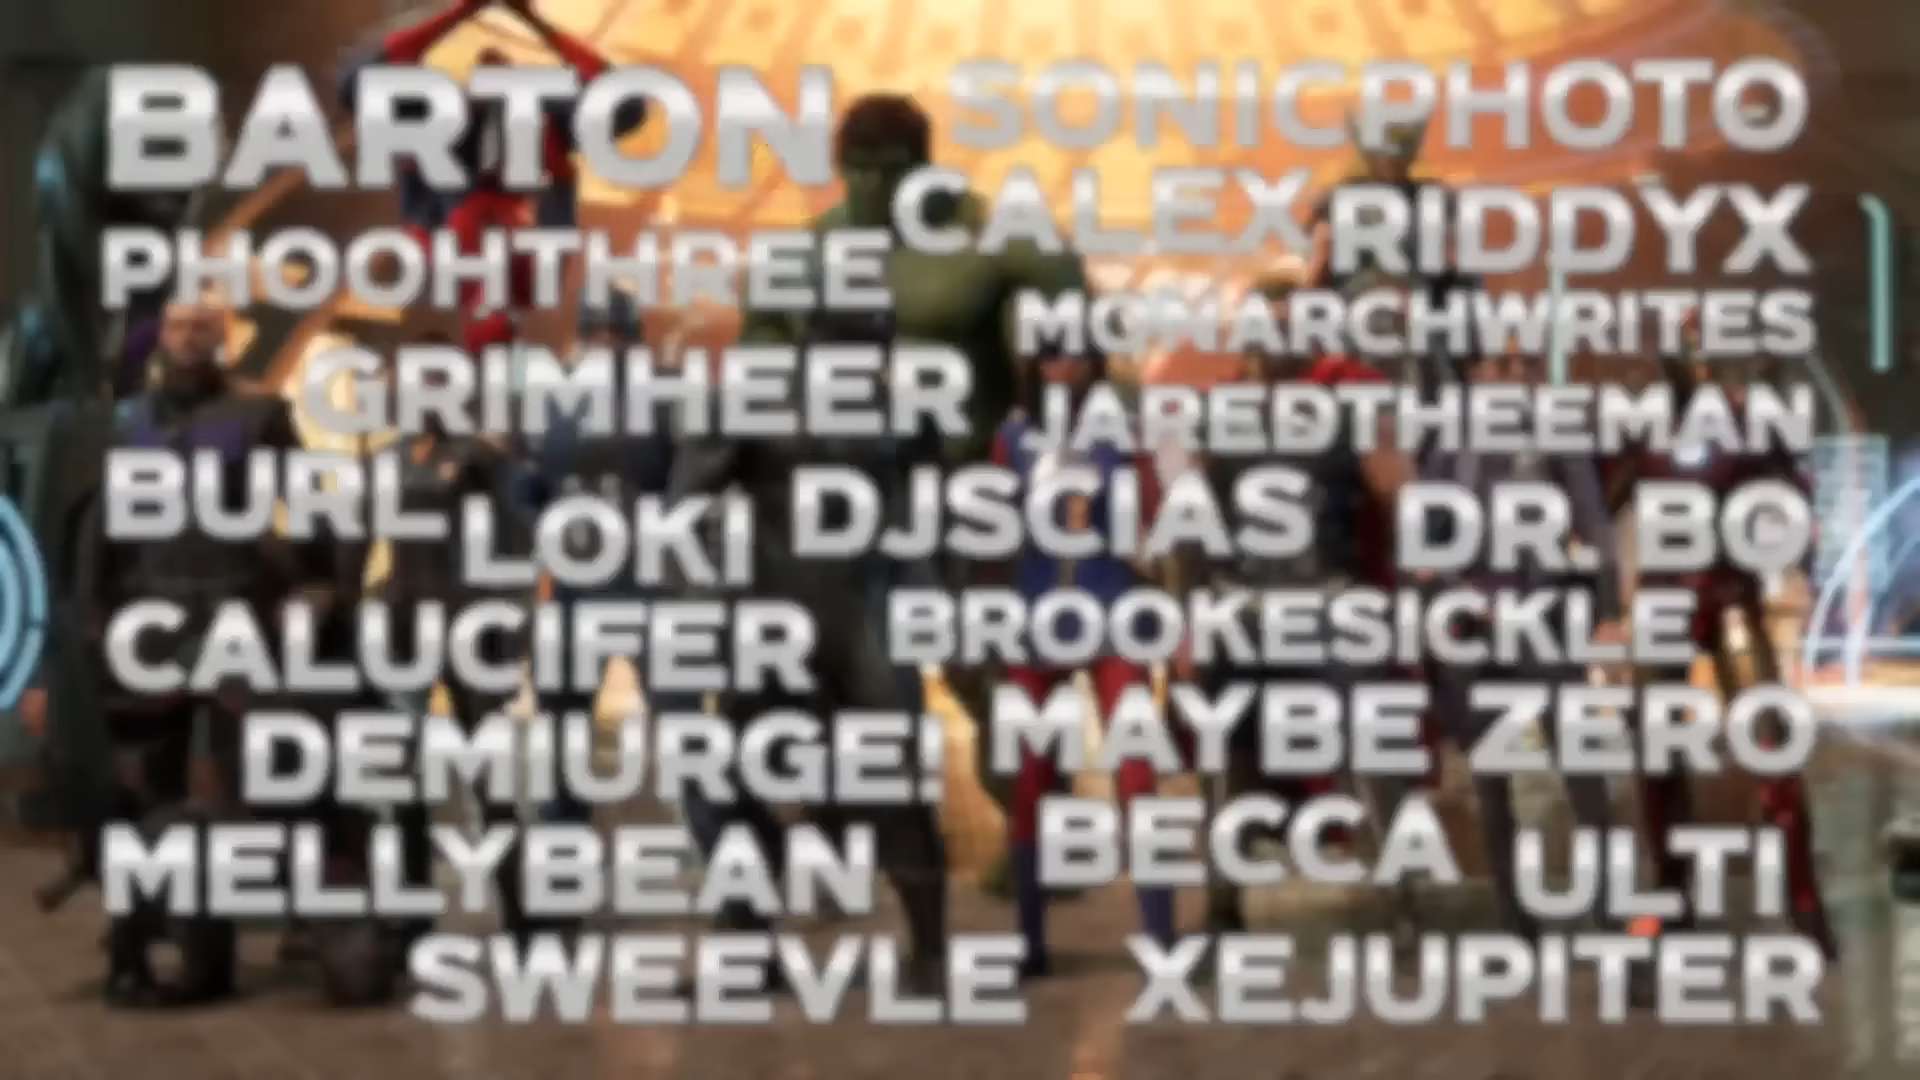 BARTON
SONICPHOTO
CALEX
RIDDYX
PHOOHTHREE
MONARCHWRITES
GRIMHEER
JAREDTHEEMAN
BURL
LOKI
DJSCIAS
DR. BQ
CALUCIFER
BROOKESICKLE
DEMIURGE!
MAYBE ZERO
MELLYBEAN
BECCA
ULTI
SWEEVLE
XEJUPITER